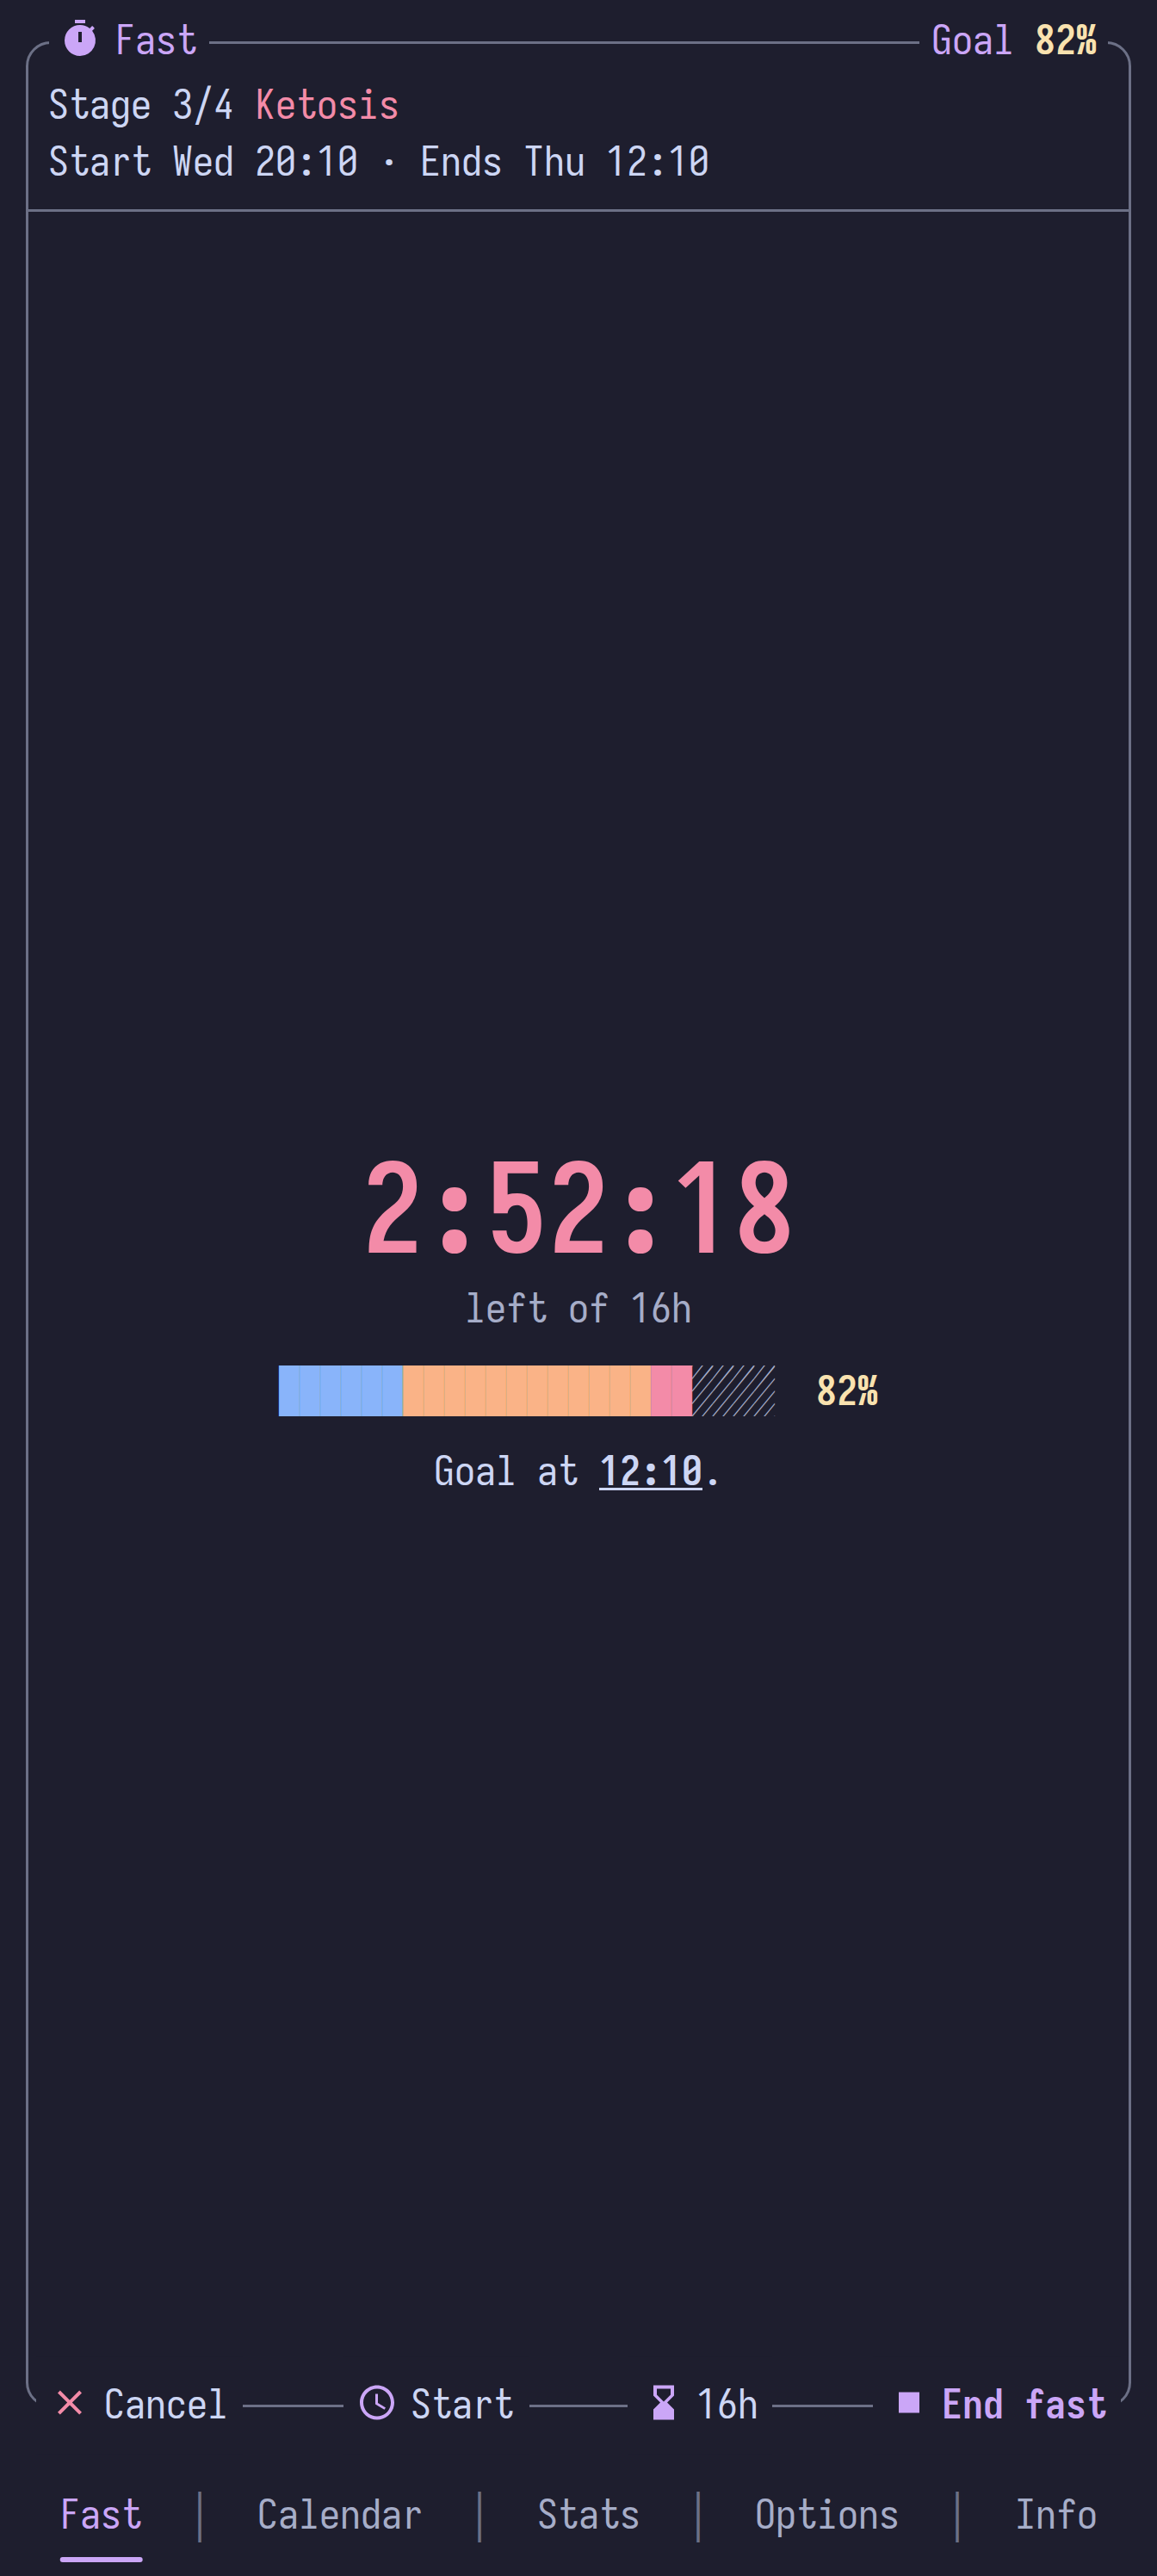 Fast Goal 82%
Stage 3/4 Ketosis
Start Wed 20:10 · Ends Thu 12:10
2:52:18
left of 16h
82%
Goal at 12:10.
Cancel Start 16h End fast
Fast | Calendar | Stats | Options | Info